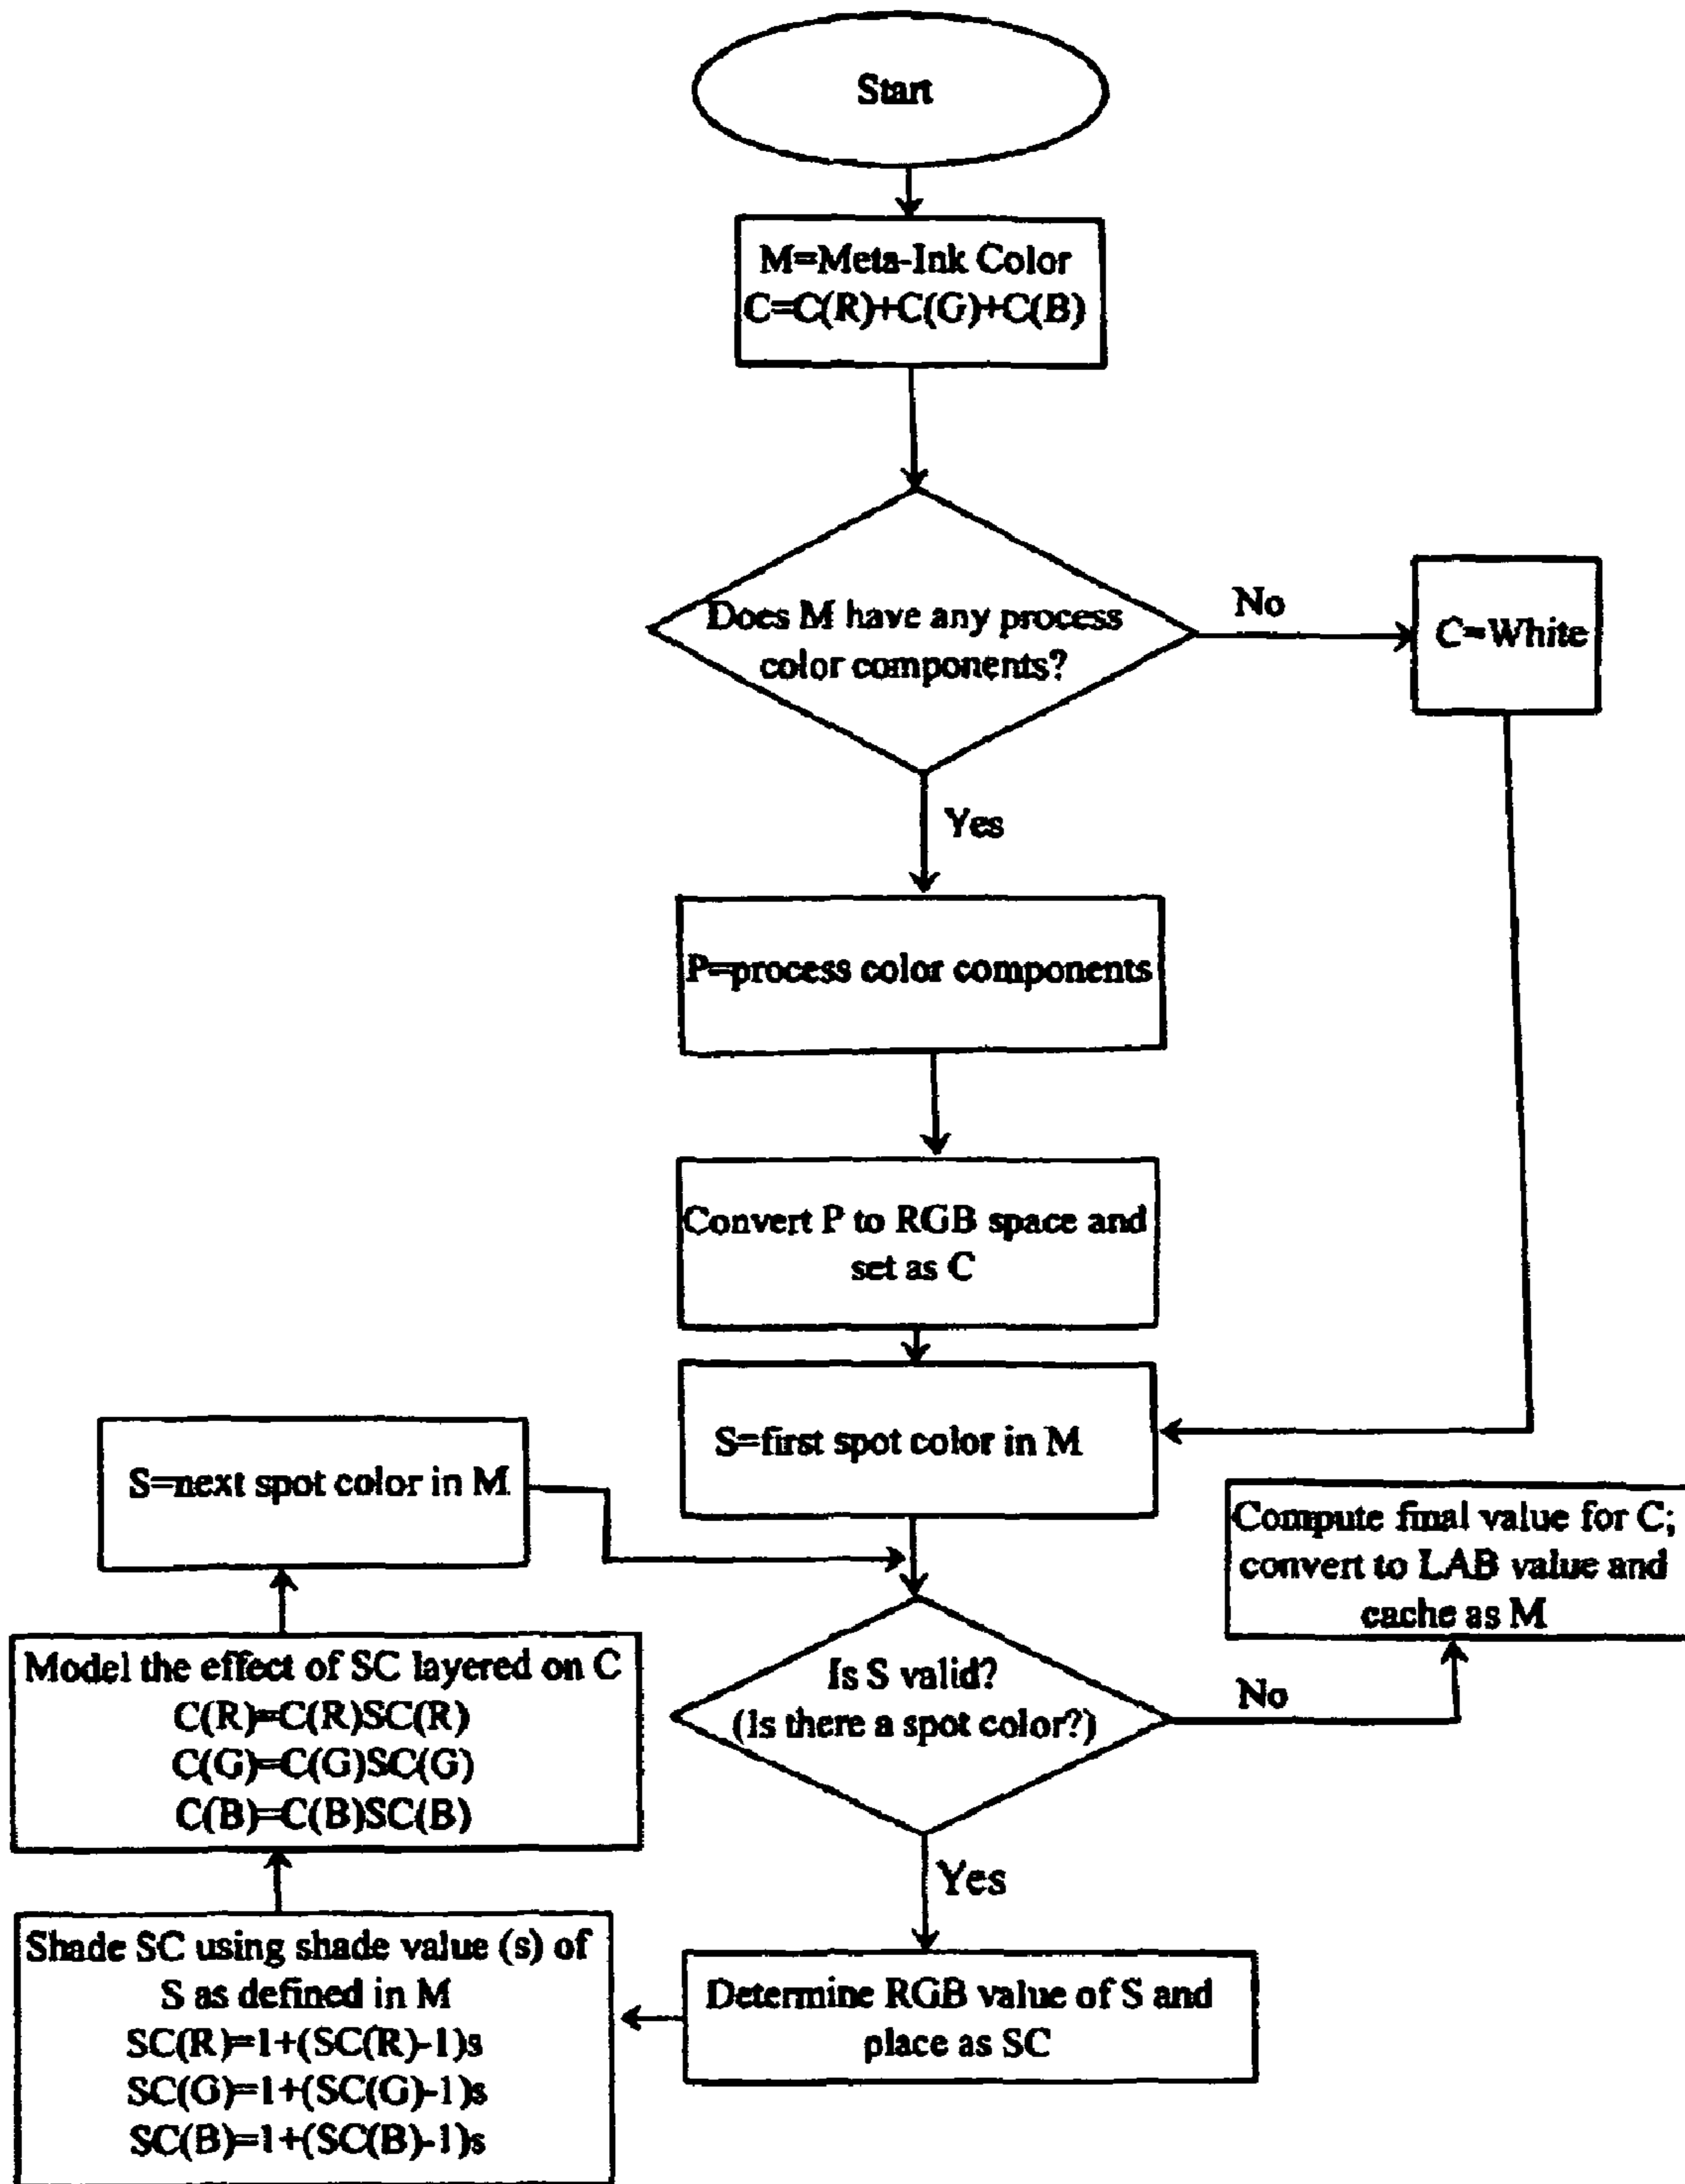 Start
M=Meta-Ink Color
C=C(R)+C(G)+C(B)
Does M have any process
color components?
No
C=White
Yes
P=process color components
Convert P to RGB space and
set as C
S=first spot color in M
S=next spot color in M
Compute final value for C;
convert to LAB value and
cache as M
Is S valid?
(Is there a spot color?)
No
Yes
Model the effect of SC layered on C
C(R)=C(R)SC(R)
C(G)=C(G)SC(G)
C(B)=C(B)SC(B)
Determine RGB value of S and
place as SC
Shade SC using shade value (s) of
S as defined in M
SC(R)=1+(SC(R)-1)s
SC(G)=1+(SC(G)-1)s
SC(B)=1+(SC(B)-1)s